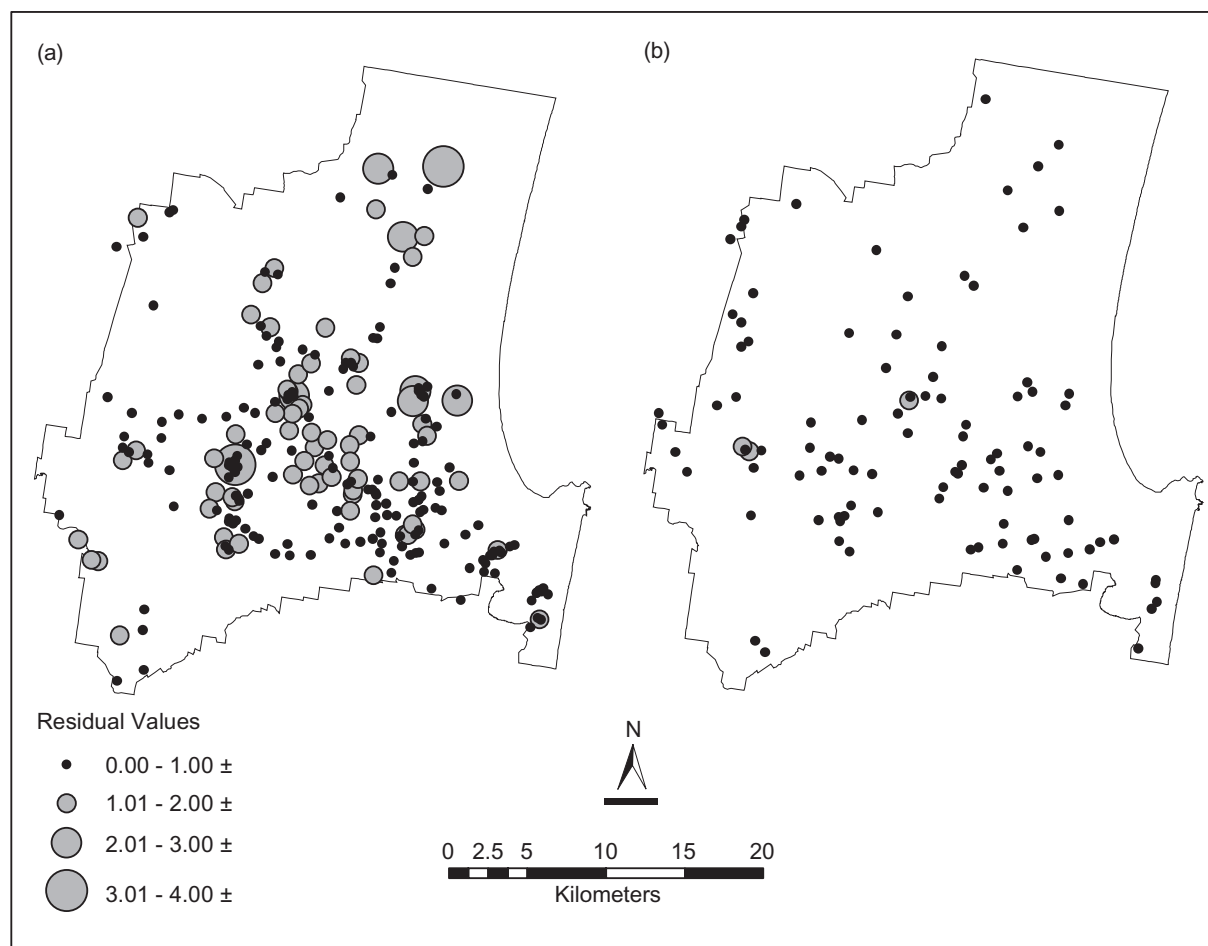 (a)
(b)
Residual Values
0.00 - 1.00 ±
1.01 - 2.00 ±
2.01 - 3.00 ±
3.01 - 4.00 ±
N
0 2.5 5 10 15 20
Kilometers